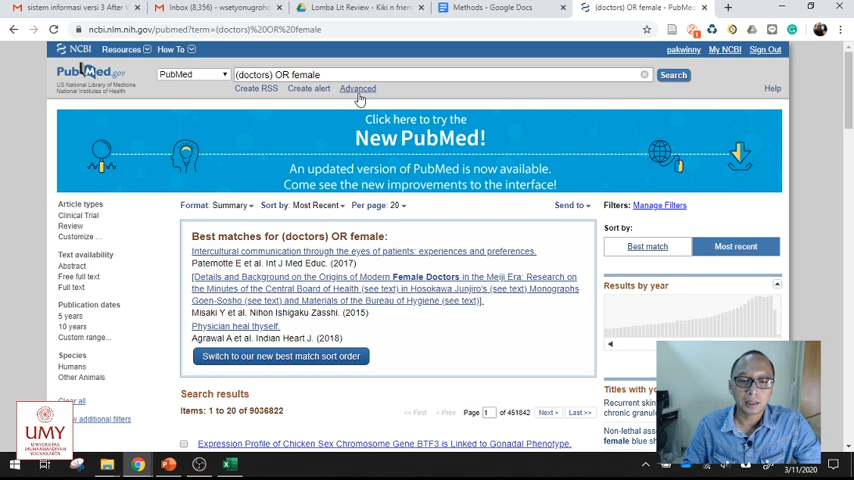 sistem informasi versi 3 After W
Inbox (8,356) - wsetyonugroho
Lomba Lit Review - Kiki n friend
Methods - Google Docs
(doctors) OR female - PubMed
ncbi.nlm.nih.gov/pubmed?term=(doctors)%20OR%20female
NCBI Resources How To
pakwinny My NCBI Sign Out
PubMed.gov
US National Library of Medicine
National Institutes of Health
PubMed
(doctors) OR female
Search
Create RSS Create alert Advanced
Help
Click here to try the
New PubMed!
An updated version of PubMed is now available.
Come see the new improvements to the interface!
Article types
Clinical Trial
Review
Customize ...
Text availability
Abstract
Free full text
Full text
Publication dates
5 years
10 years
Custom range...
Species
Humans
Other Animals
Clear all
additional filters
Format: Summary Sort by: Most Recent Per page: 20
Send to
Best matches for (doctors) OR female:
Intercultural communication through the eyes of patients: experiences and preferences.
Paternotte E et al. Int J Med Educ. (2017)
[Details and Background on the Origins of Modern Female Doctors in the Meiji Era: Research on
the Minutes of the Central Board of Health (see text) in Hosokawa Junjiro's (see text) Monographs
Goen-Sosho (see text) and Materials of the Bureau of Hygiene (see text)].
Misaki Y et al. Nihon Ishigaku Zasshi. (2015)
Physician heal thyself.
Agrawal A et al. Indian Heart J. (2018)
Switch to our new best match sort order
Search results
Items: 1 to 20 of 9036822
<< First < Prev Page 1 of 451842 Next > Last >>
Expression Profile of Chicken Sex Chromosome Gene BTF3 is Linked to Gonadal Phenotype.
Filters: Manage Filters
Sort by:
Best match Most recent
Results by year
Titles with yo
Recurrent skin
chronic granulo
Non-lethal asse
female blue sh
UMY
UNIVERSITAS
MUHAMMADIYAH
YOGYAKARTA
3/11/2020